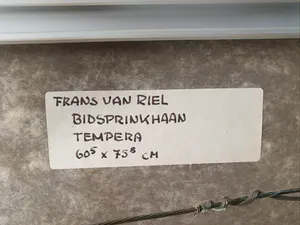 FRANS VAN RIEL
BIDSPRINKHAAN
TEMPERA
60⁵ x 75⁸ CM